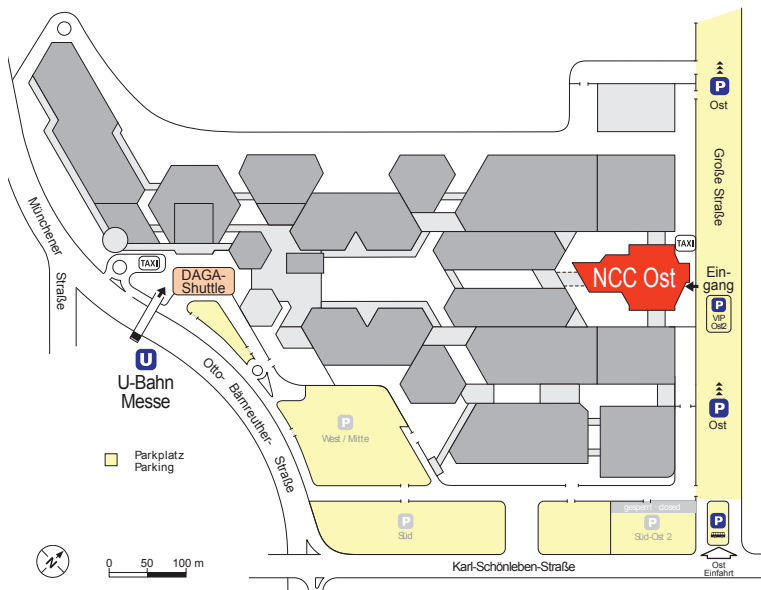 P
Ost
Große Straße
Münchener
Straße
TAXI
DAGA-
Shuttle
NCC Ost
TAXI
Ein-
gang
P
VIP
Ost2
U
U-Bahn
Messe
Otto-
Bärnreuther-
Straße
P
West / Mitte
P
Ost
Parkplatz
Parking
P
Süd
gesperrt closed
P
Süd-Ost 2
P
Ost
Einfahrt
N
0 50 100 m
Karl-Schönleben-Straße